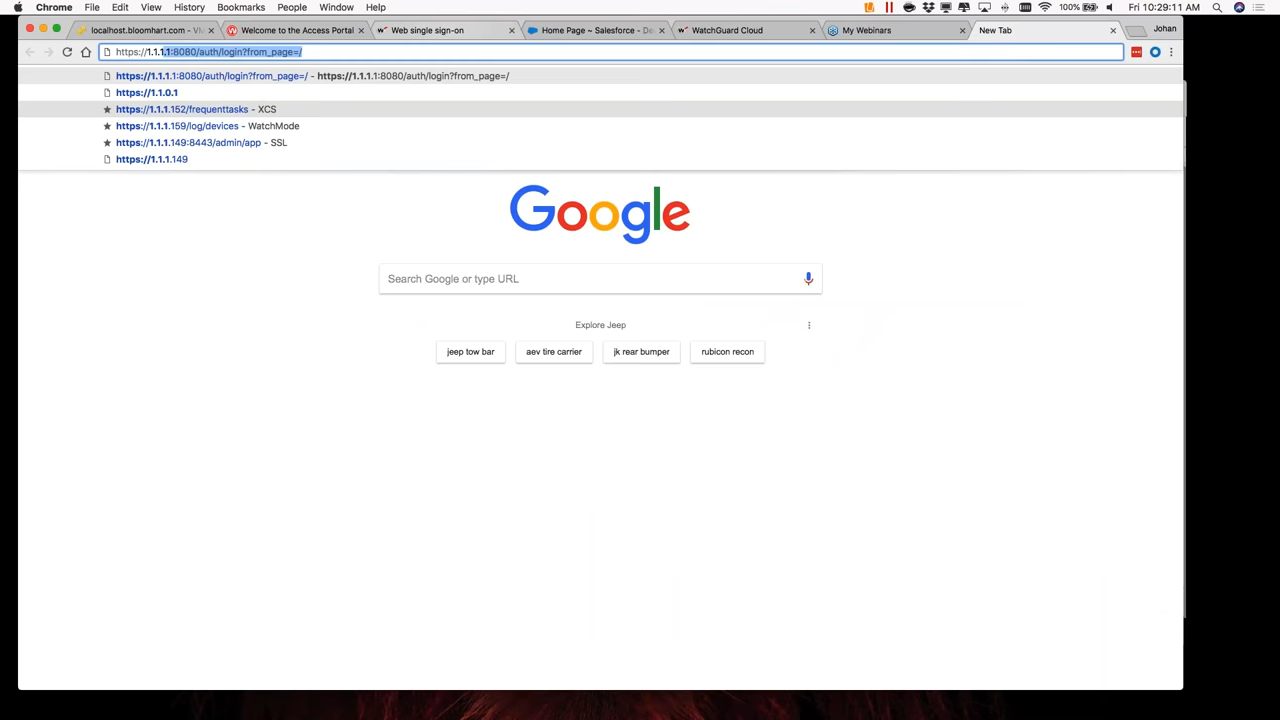 Chrome File Edit View History Bookmarks People Window Help 100% Fri 10:29:11 AM
localhost.bloomhart.com - VM Welcome to the Access Portal Web single sign-on Home Page ~ Salesforce - De WatchGuard Cloud My Webinars New Tab Johan
https://1.1.1.1:8080/auth/login?from_page=/
https://1.1.1.1:8080/auth/login?from_page=/ - https://1.1.1.1:8080/auth/login?from_page=/
https://1.1.0.1
https://1.1.1.152/frequenttasks - XCS
https://1.1.1.159/log/devices - WatchMode
https://1.1.1.149:8443/admin/app - SSL
https://1.1.1.149
Google
Search Google or type URL
Explore Jeep
jeep tow bar aev tire carrier jk rear bumper rubicon recon